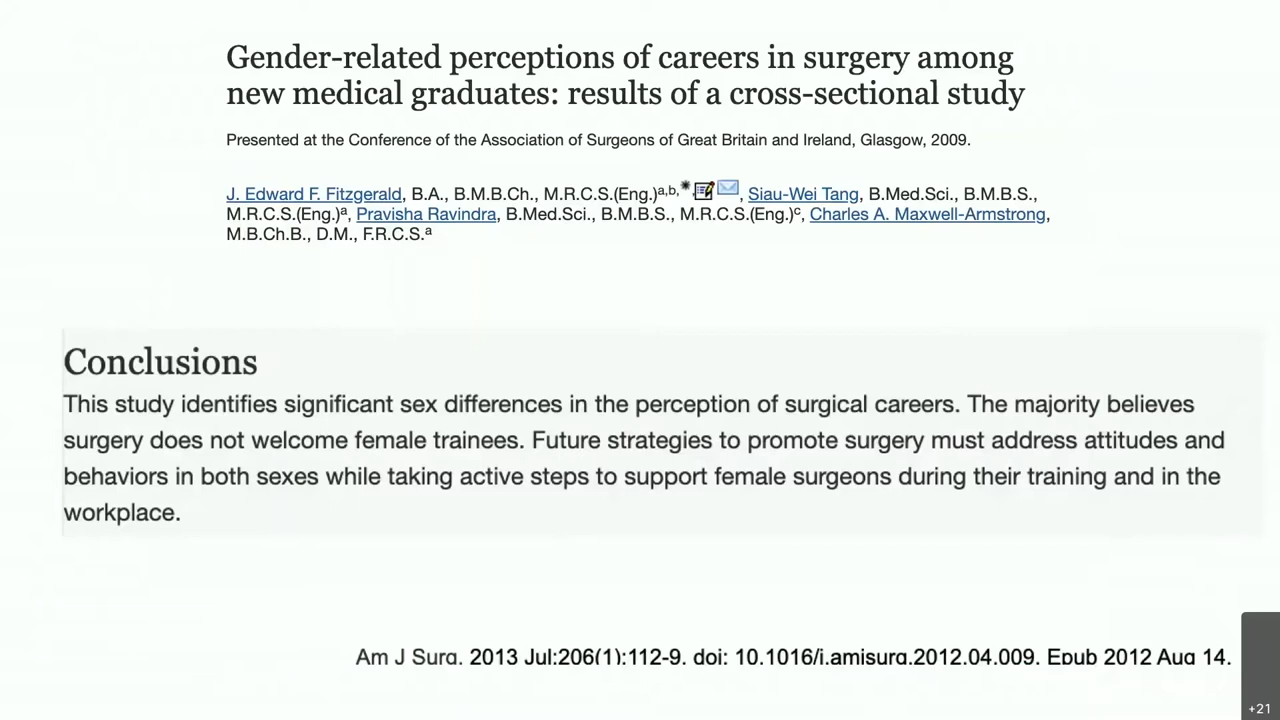 Gender-related perceptions of careers in surgery among
new medical graduates: results of a cross-sectional study
Presented at the Conference of the Association of Surgeons of Great Britain and Ireland, Glasgow, 2009.
J. Edward F. Fitzgerald, B.A., B.M.B.Ch., M.R.C.S.(Eng.)a,b,*, Siau-Wei Tang, B.Med.Sci., B.M.B.S.,
M.R.C.S.(Eng.)a, Pravisha Ravindra, B.Med.Sci., B.M.B.S., M.R.C.S.(Eng.)c, Charles A. Maxwell-Armstrong,
M.B.Ch.B., D.M., F.R.C.S.a
Conclusions
This study identifies significant sex differences in the perception of surgical careers. The majority believes
surgery does not welcome female trainees. Future strategies to promote surgery must address attitudes and
behaviors in both sexes while taking active steps to support female surgeons during their training and in the
workplace.
Am J Surg. 2013 Jul;206(1):112-9. doi: 10.1016/j.amjsurg.2012.04.009. Epub 2012 Aug 14.
+21